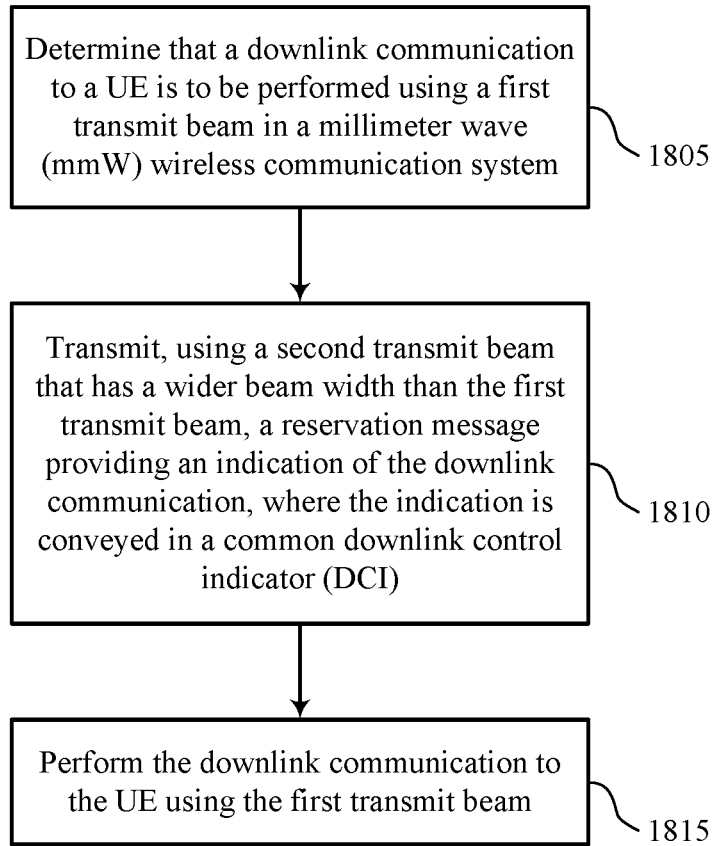 Determine that a downlink communication
to a UE is to be performed using a first
transmit beam in a millimeter wave
(mmW) wireless communication system
1805
Transmit, using a second transmit beam
that has a wider beam width than the first
transmit beam, a reservation message
providing an indication of the downlink
communication, where the indication is
conveyed in a common downlink control
indicator (DCI)
1810
Perform the downlink communication to
the UE using the first transmit beam
1815